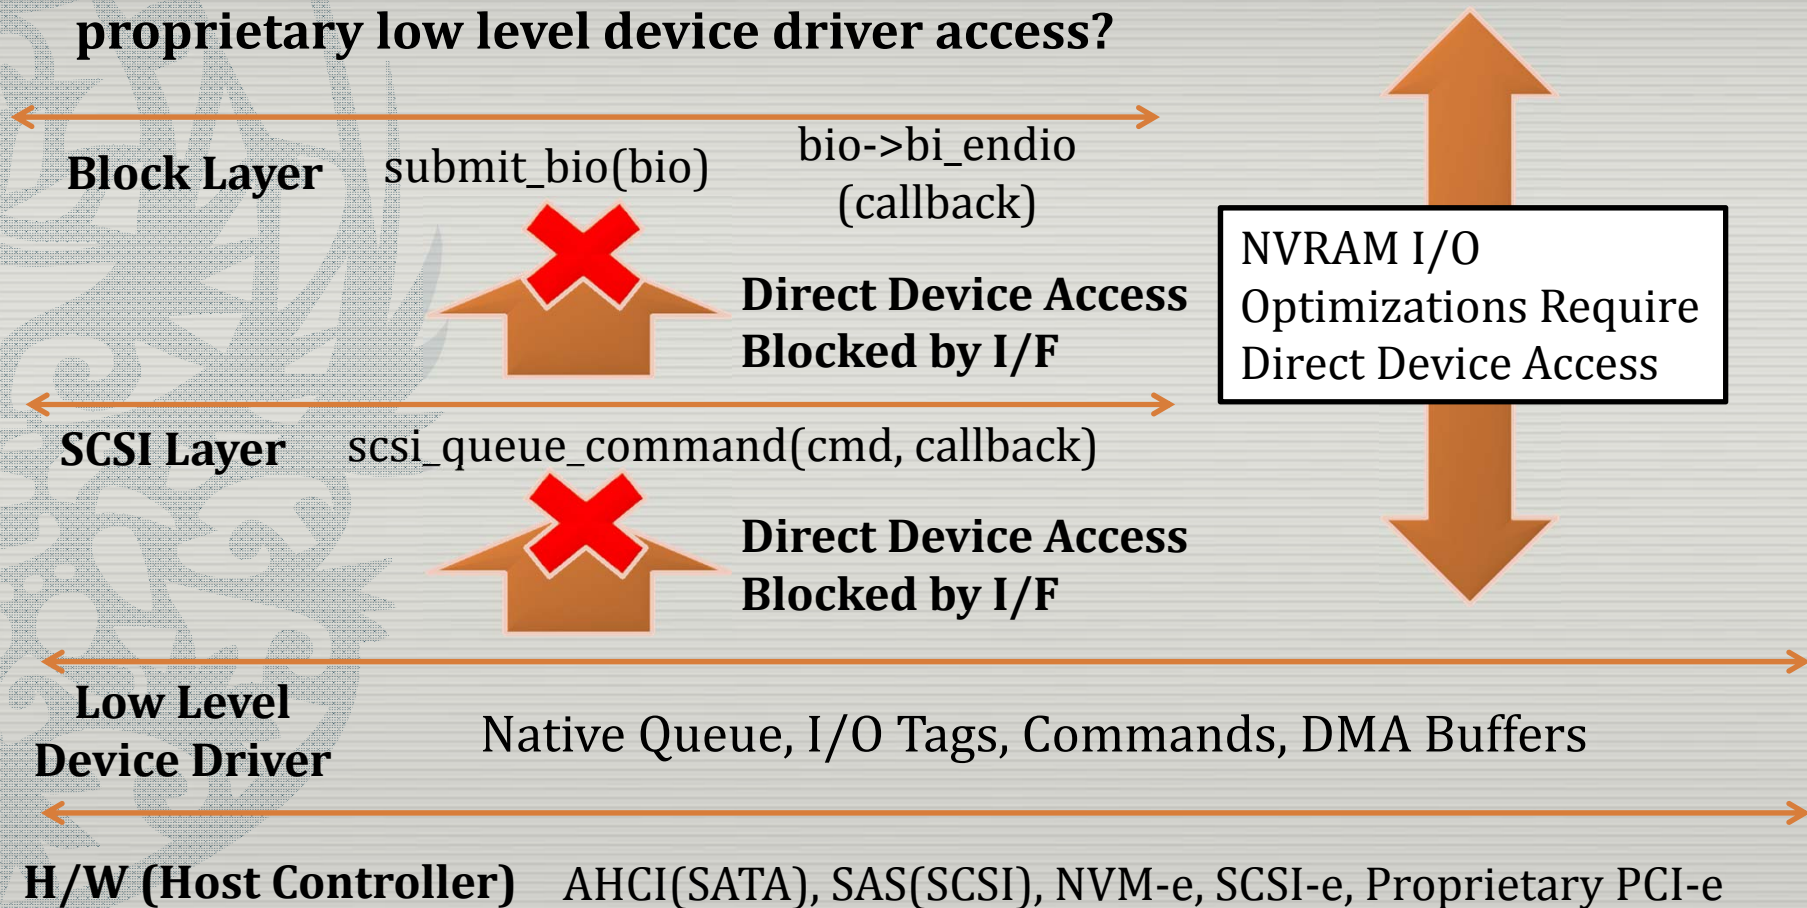 proprietary low level device driver access?
Block Layer
submit_bio(bio)
bio->bi_endio
(callback)
Direct Device Access
Blocked by I/F
NVRAM I/O
Optimizations Require
Direct Device Access
SCSI Layer
scsi_queue_command(cmd, callback)
Direct Device Access
Blocked by I/F
Low Level
Device Driver
Native Queue, I/O Tags, Commands, DMA Buffers
H/W (Host Controller)
AHCI(SATA), SAS(SCSI), NVM-e, SCSI-e, Proprietary PCI-e